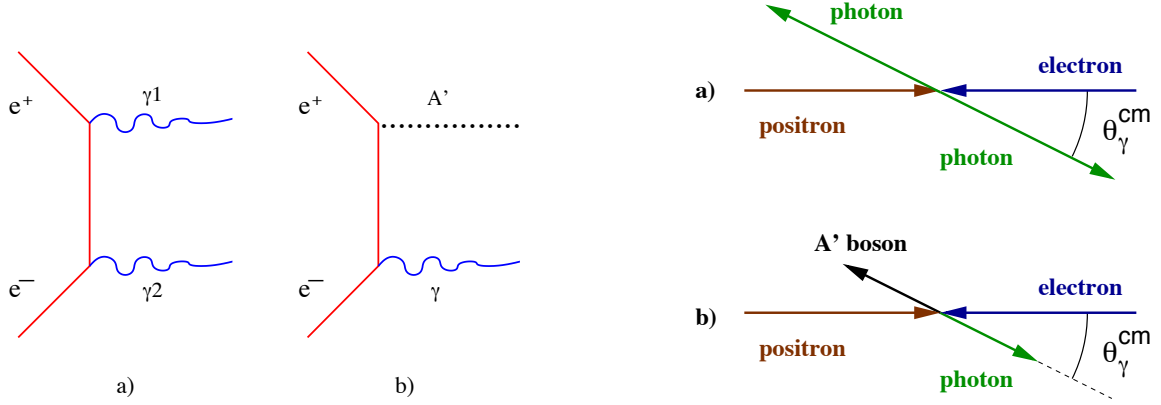 e⁺
γ1
e⁻
γ2
a)
e⁺
A'
e⁻
γ
b)
photon
electron
a)
positron
photon
θγcm
A' boson
electron
b)
positron
photon
θγcm